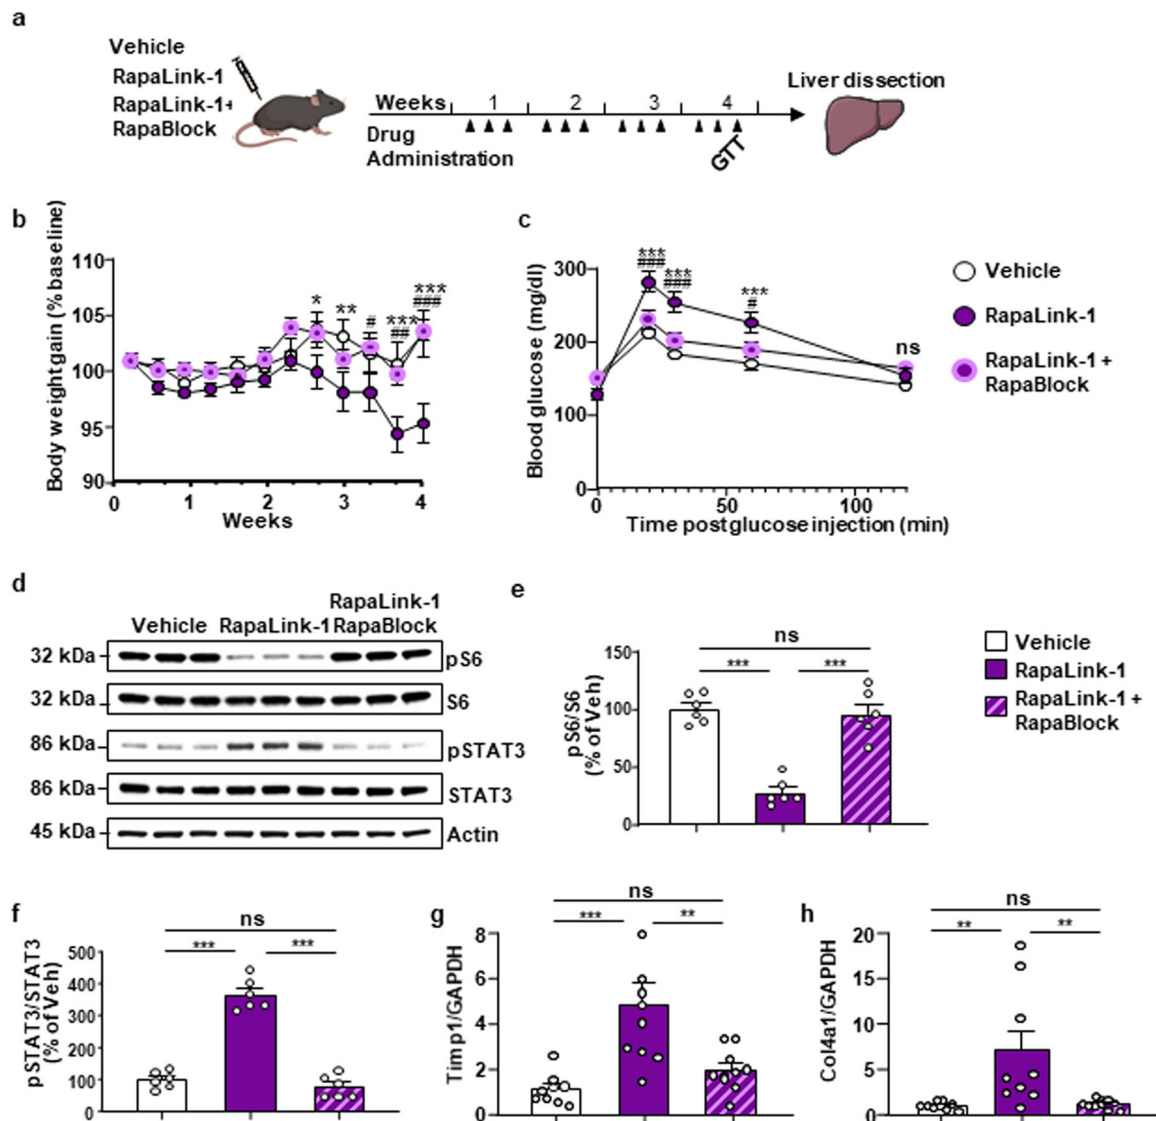 a
Vehicle
RapaLink-1
RapaLink-1+
RapaBlock
Weeks 1 2 3 4
Drug
Administration
GTT
Liver dissection
b
Body weight gain (% baseline)
110
105
100
95
90
* ** # *** ## *** ###
0 1 2 3 4
Weeks
c
Blood glucose (mg/dl)
300
200
100
0
*** ### *** ### *** # ns
0 50 100
Time post glucose injection (min)
Vehicle
RapaLink-1
RapaLink-1 +
RapaBlock
d
RapaLink-1
Vehicle RapaLink-1 RapaBlock
32 kDa pS6
32 kDa S6
86 kDa pSTAT3
86 kDa STAT3
45 kDa Actin
e
pS6/S6
(% of Veh)
150
100
50
0
ns
*** ***
Vehicle
RapaLink-1
RapaLink-1 +
RapaBlock
f
pSTAT3/STAT3
(% of Veh)
500
400
300
200
100
0
ns
*** ***
g
Timp1/GAPDH
8
6
4
2
0
ns
*** **
h
Col4a1/GAPDH
20
15
10
5
0
ns
** **